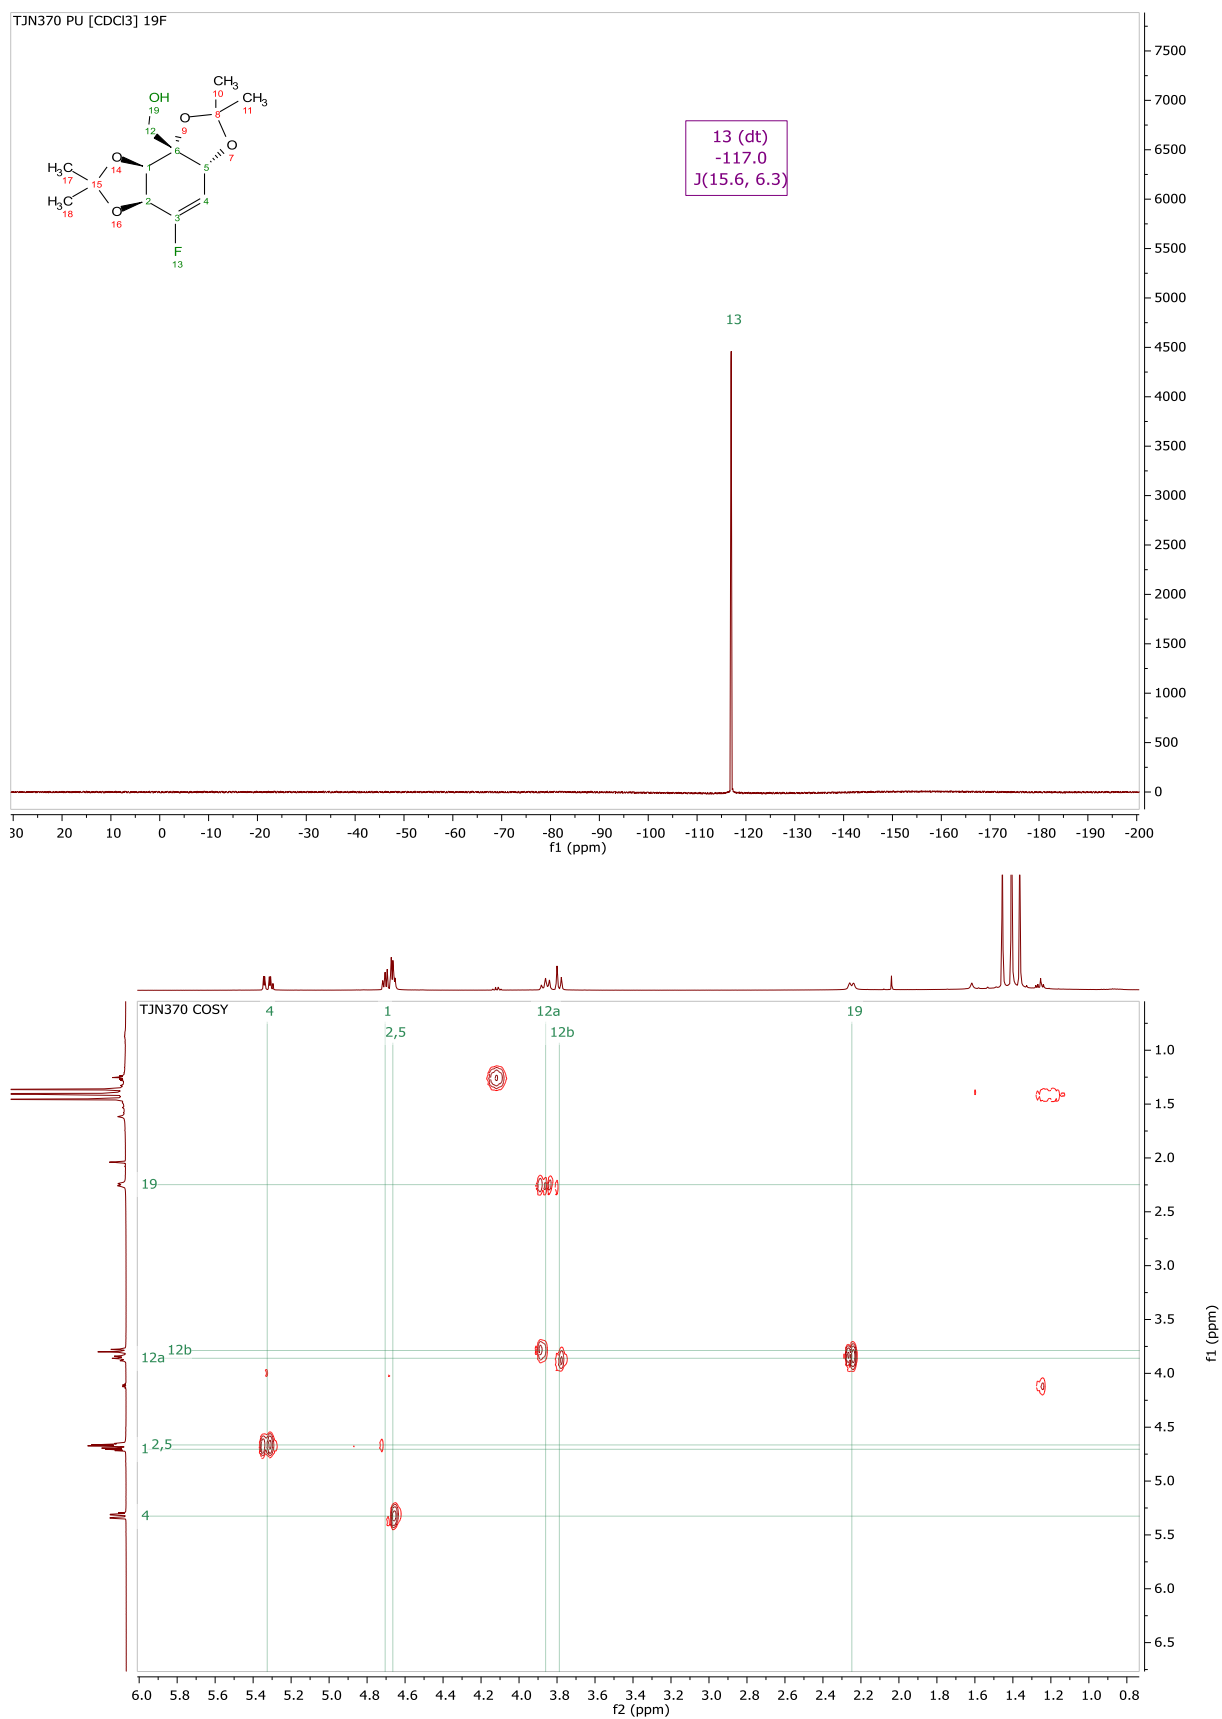 TJN370 PU [CDCl3] 19F
CH3
10
OH
19
CH3
11
O
9
8
12
O
7
6
5
O
14
1
H3C
17
15
H3C
18
O
16
2
3
4
F
13
13 (dt)
-117.0
J(15.6, 6.3)
13
7500
7000
6500
6000
5500
5000
4500
4000
3500
3000
2500
2000
1500
1000
500
0
30 20 10 0 -10 -20 -30 -40 -50 -60 -70 -80 -90 -100 -110 -120 -130 -140 -150 -160 -170 -180 -190 -200
f1 (ppm)
TJN370 COSY
4 1 12a 19
2,5 12b
19
12b
12a
2,5
1
4
1.0
1.5
2.0
2.5
3.0
3.5
4.0
4.5
5.0
5.5
6.0
6.5
f1 (ppm)
6.0 5.8 5.6 5.4 5.2 5.0 4.8 4.6 4.4 4.2 4.0 3.8 3.6 3.4 3.2 3.0 2.8 2.6 2.4 2.2 2.0 1.8 1.6 1.4 1.2 1.0 0.8
f2 (ppm)